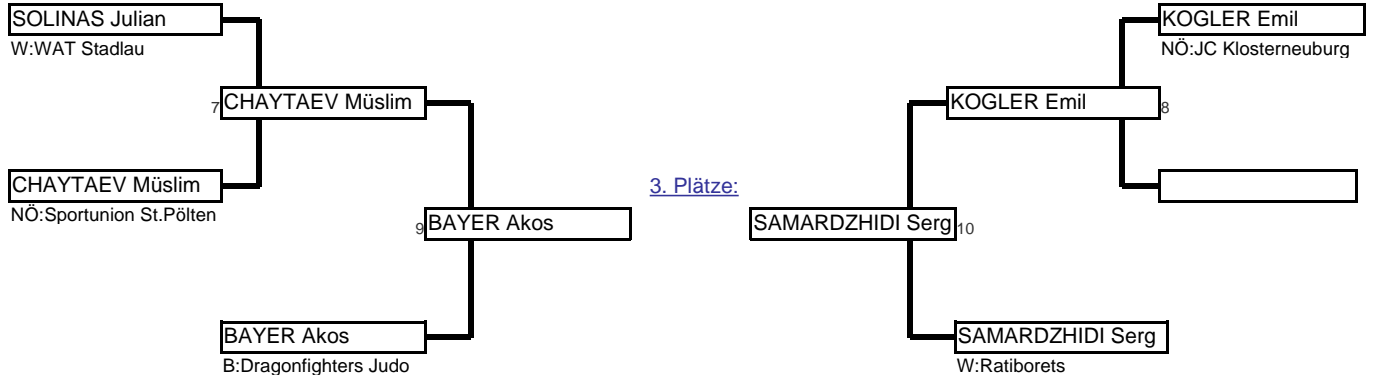 SOLINAS Julian
W:WAT Stadlau
7 CHAYTAEV Müslim
CHAYTAEV Müslim
NÖ:Sportunion St.Pölten
9 BAYER Akos
BAYER Akos
B:Dragonfighters Judo
3. Plätze:
KOGLER Emil
NÖ:JC Klosterneuburg
KOGLER Emil 8
SAMARDZHIDI Serg 10
SAMARDZHIDI Serg
W:Ratiborets